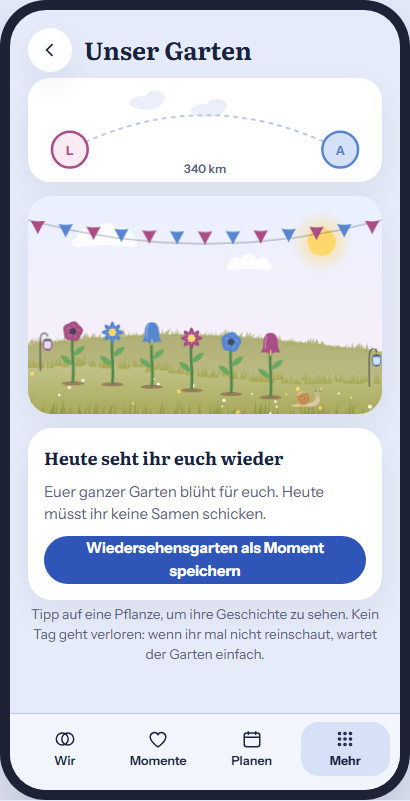 Unser Garten
L
A
340 km
Heute seht ihr euch wieder
Euer ganzer Garten blüht für euch. Heute
müsst ihr keine Samen schicken.
Wiedersehensgarten als Moment
speichern
Tipp auf eine Pflanze, um ihre Geschichte zu sehen. Kein
Tag geht verloren: wenn ihr mal nicht reinschaut, wartet
der Garten einfach.
Wir
Momente
Planen
Mehr